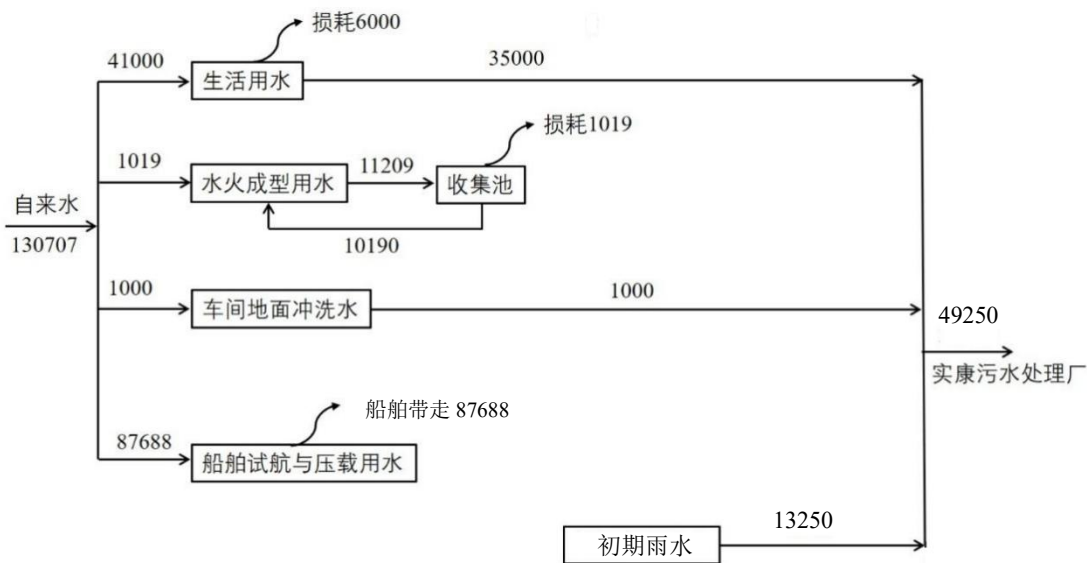 损耗6000
41000
生活用水
35000
损耗1019
1019
水火成型用水
11209
收集池
自来水
130707
10190
1000
车间地面冲洗水
1000
49250
实康污水处理厂
船舶带走 87688
87688
船舶试航与压载用水
13250
初期雨水